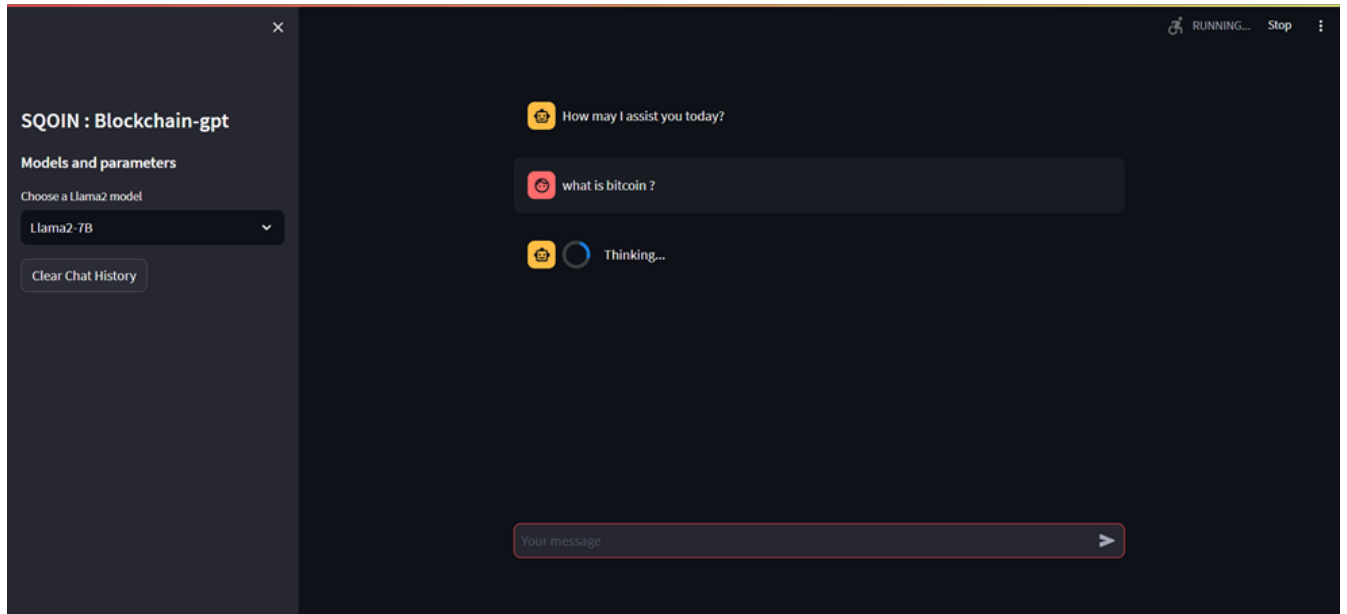 RUNNING... Stop
SQOIN : Blockchain-gpt
Models and parameters
Choose a Llama2 model
Llama2-7B
Clear Chat History
How may I assist you today?
what is bitcoin ?
Thinking...
Your message